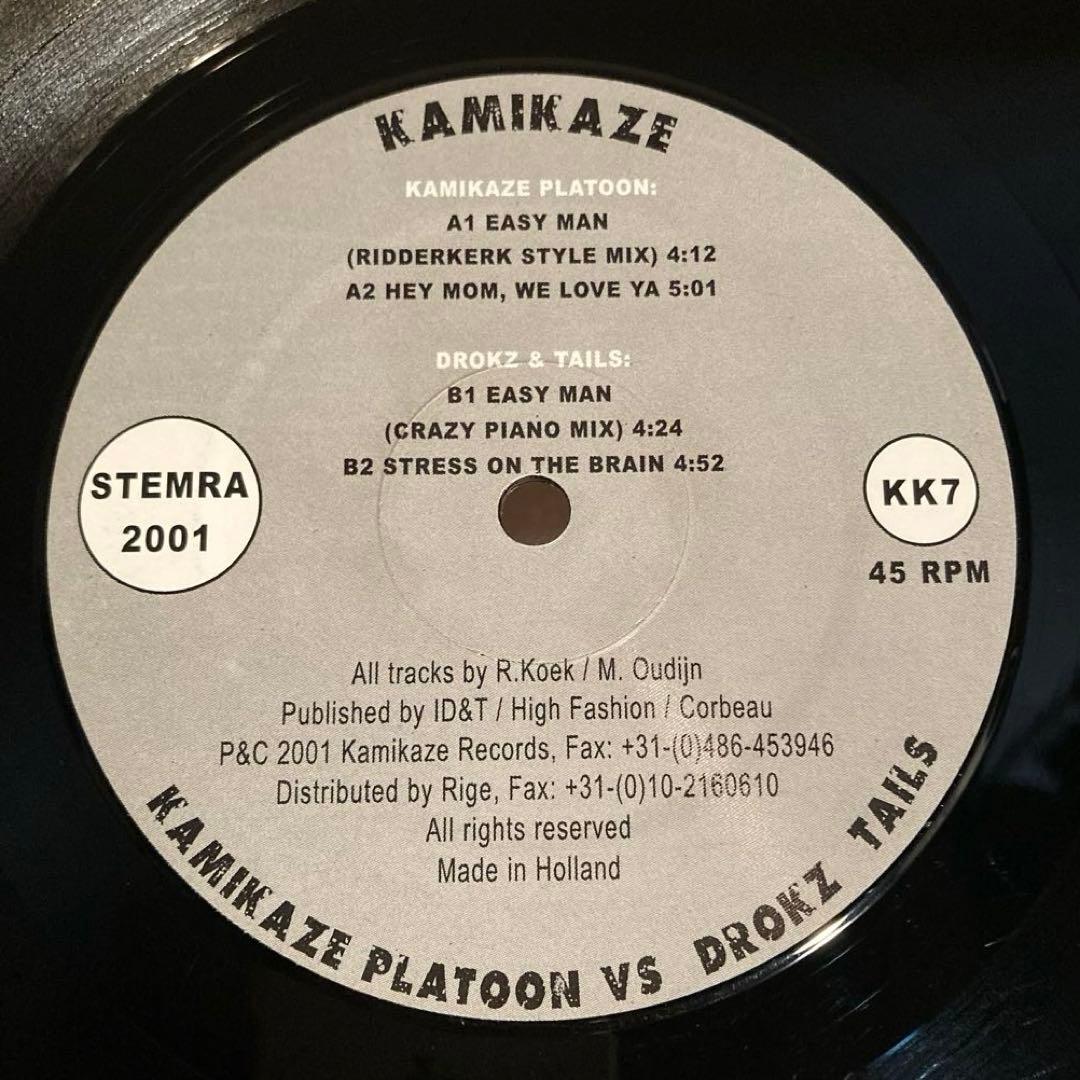 KAMIKAZE
KAMIKAZE PLATOON:
A1 EASY MAN
(RIDDERKERK STYLE MIX) 4:12
A2 HEY MOM, WE LOVE YA 5:01
DROKZ & TAILS:
B1 EASY MAN
(CRAZY PIANO MIX) 4:24
B2 STRESS ON THE BRAIN 4:52
STEMRA
2001
KK7
45 RPM
All tracks by R.Koek / M. Oudijn
Published by ID&T / High Fashion / Corbeau
P&C 2001 Kamikaze Records, Fax: +31-(0)486-453946
Distributed by Rige, Fax: +31-(0)10-2160610
All rights reserved
Made in Holland
KAMIKAZE PLATOON VS DROKZ TAILS